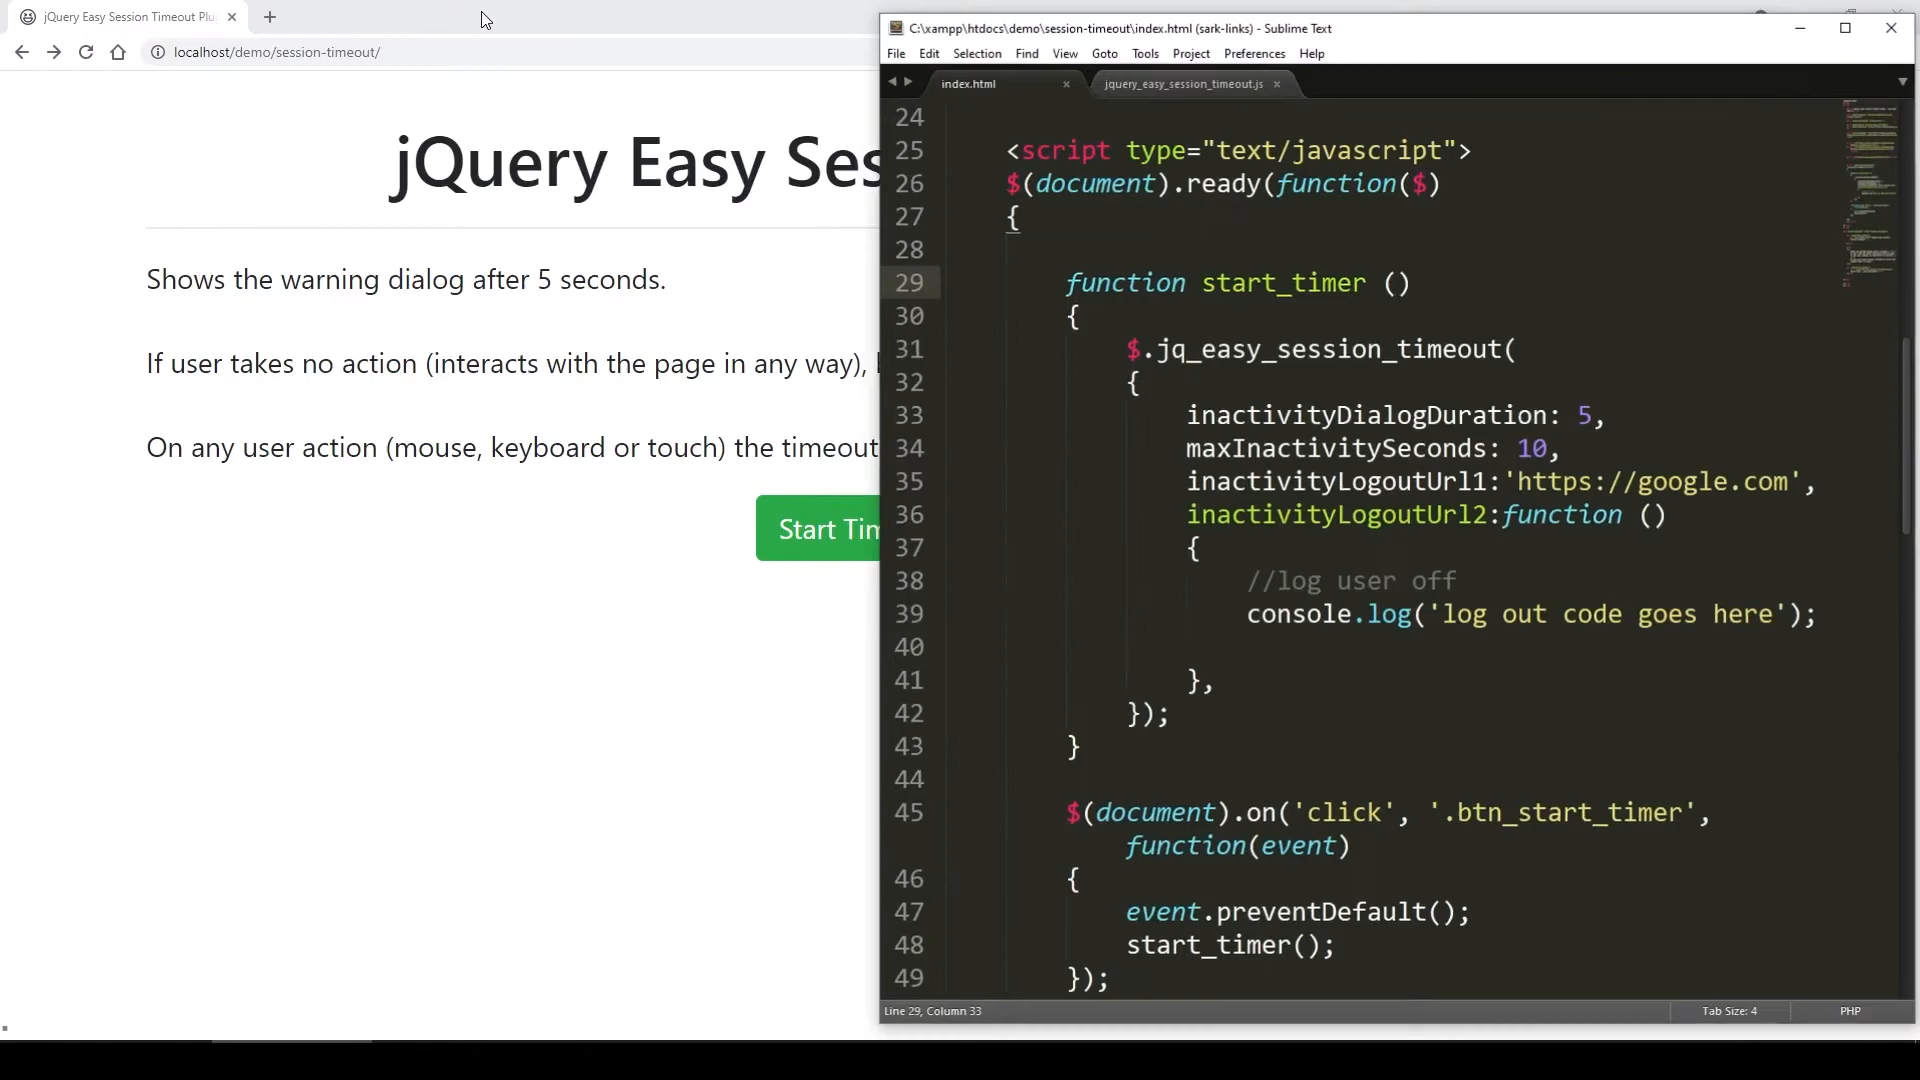 jQuery Easy Session Timeout Plu
localhost/demo/session-timeout/
jQuery Easy Ses
Shows the warning dialog after 5 seconds.
If user takes no action (interacts with the page in any way),
On any user action (mouse, keyboard or touch) the timeout
Start Tim
C:\xampp\htdocs\demo\session-timeout\index.html (sark-links) - Sublime Text
File Edit Selection Find View Goto Tools Project Preferences Help
index.html jquery_easy_session_timeout.js
24
25 <script type="text/javascript">
26 $(document).ready(function($)
27 {
28
29 function start_timer ()
30 {
31 $.jq_easy_session_timeout(
32 {
33 inactivityDialogDuration: 5,
34 maxInactivitySeconds: 10,
35 inactivityLogoutUrl1:'https://google.com',
36 inactivityLogoutUrl2:function ()
37 {
38 //log user off
39 console.log('log out code goes here');
40
41 },
42 });
43 }
44
45 $(document).on('click', '.btn_start_timer',
function(event)
46 {
47 event.preventDefault();
48 start_timer();
49 });
Line 29, Column 33 Tab Size: 4 PHP